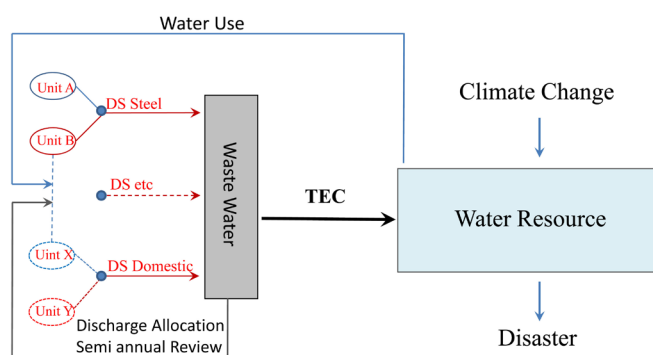 Water Use
Unit A
DS Steel
Climate Change
Unit B
Waste Water
DS etc
TEC
Water Resource
Uint X
DS Domestic
Unit Y
Discharge Allocation
Semi annual Review
Disaster